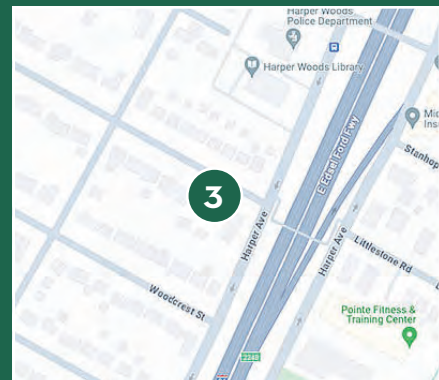 Harper Woods
Police Department
Harper Woods Library
E Edsel Ford Fwy
3
Harper Ave
Harper Ave
Littlestone Rd
Woodcrest St
Pointe Fitness &
Training Center